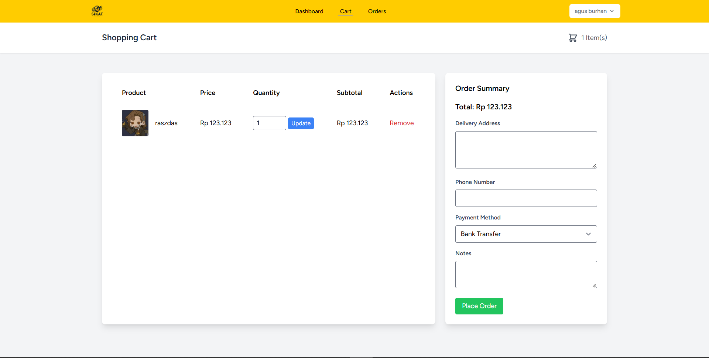 Dashboard
Cart
Orders
agus burhan
Shopping Cart
1 Item(s)
Product
Price
Quantity
Subtotal
Actions
raszdas
Rp 123.123
1
Update
Rp 123.123
Remove
Order Summary
Total: Rp 123.123
Delivery Address
Phone Number
Payment Method
Bank Transfer
Notes
Place Order